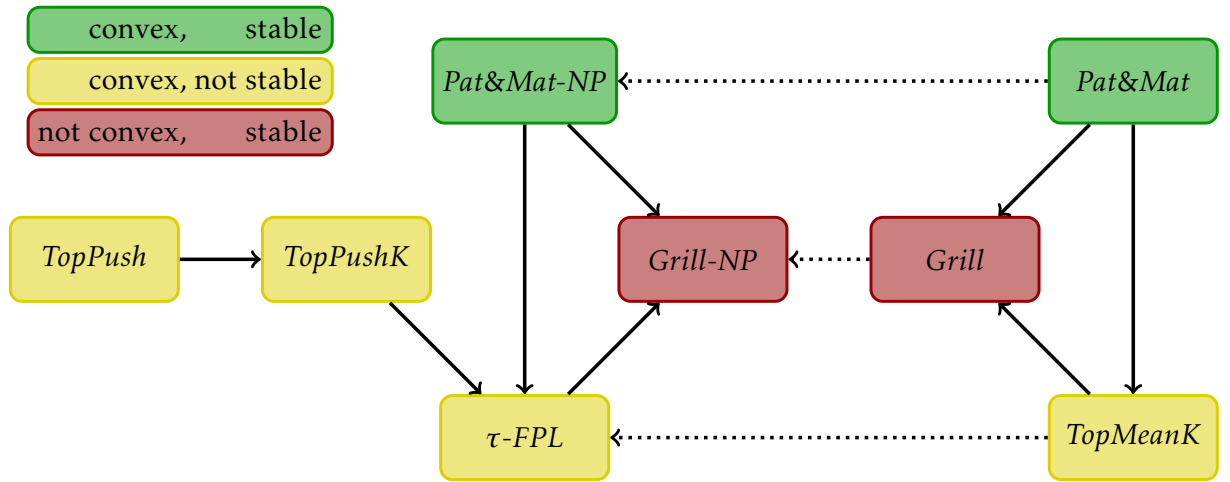 convex, stable
convex, not stable
not convex, stable
Pat&Mat-NP
Pat&Mat
TopPush
TopPushK
Grill-NP
Grill
τ-FPL
TopMeanK